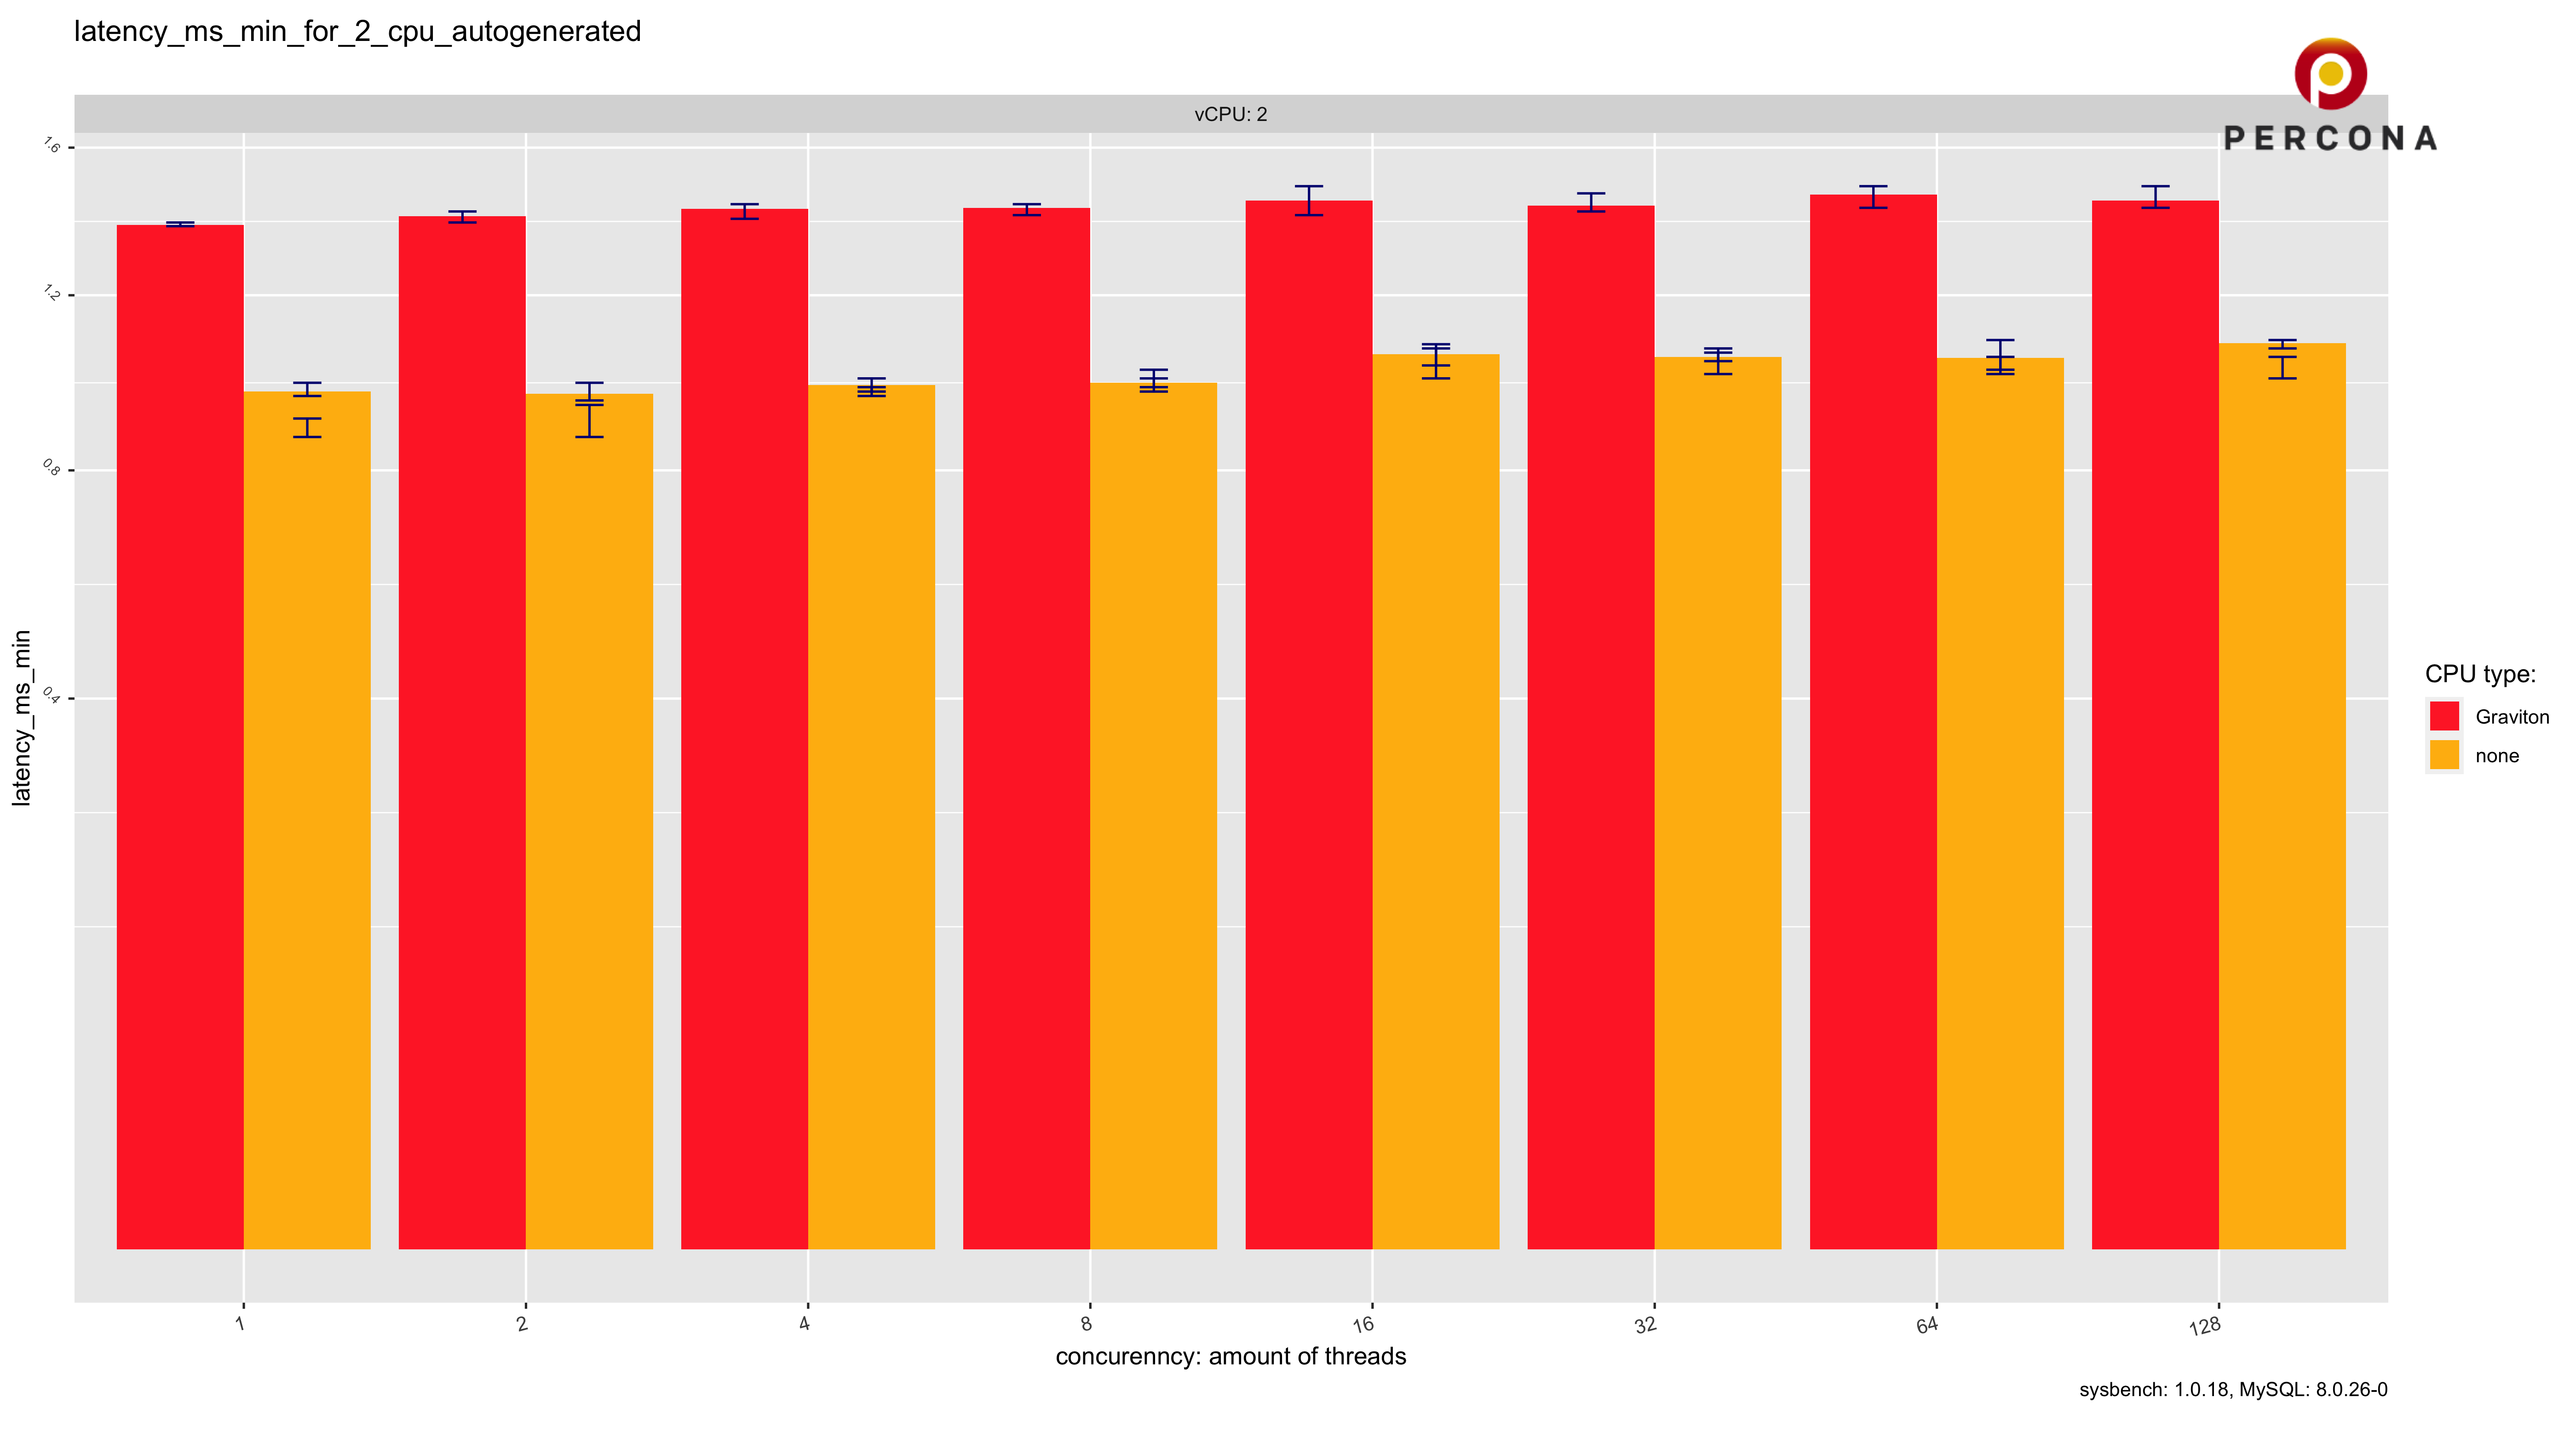 latency_ms_min_for_2_cpu_autogenerated
PERCONA
vCPU: 2
1.6
1.2
0.8
0.4
latency_ms_min
CPU type:
Graviton
none
1 2 4 8 16 32 64 128
concurenncy: amount of threads
sysbench: 1.0.18, MySQL: 8.0.26-0